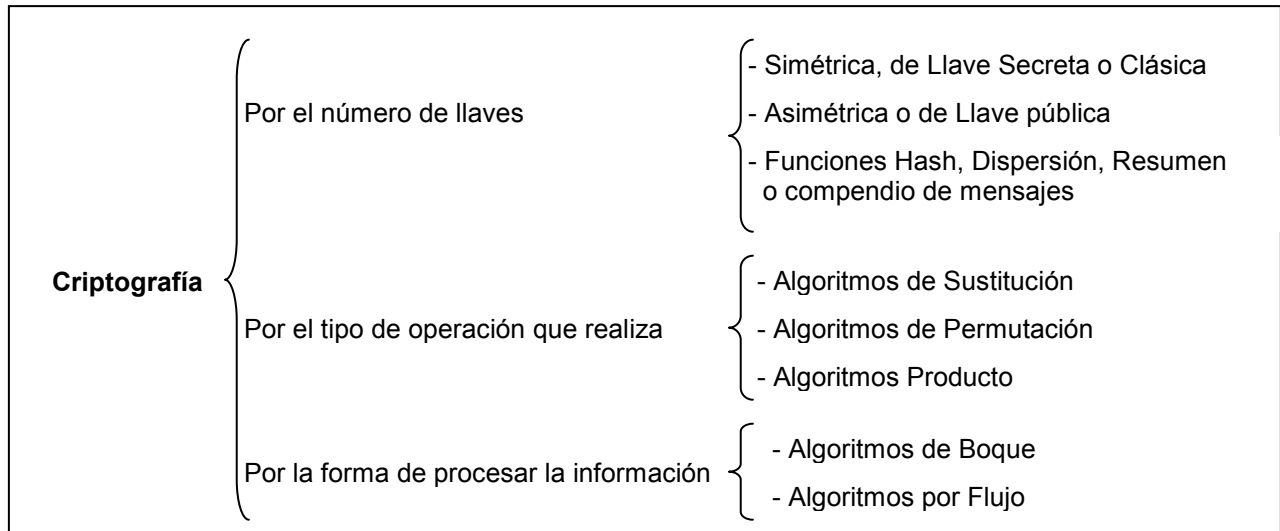 Criptografía
Por el número de llaves
- Simétrica, de Llave Secreta o Clásica
- Asimétrica o de Llave pública
- Funciones Hash, Dispersión, Resumen
o compendio de mensajes
Por el tipo de operación que realiza
- Algoritmos de Sustitución
- Algoritmos de Permutación
- Algoritmos Producto
Por la forma de procesar la información
- Algoritmos de Boque
- Algoritmos por Flujo